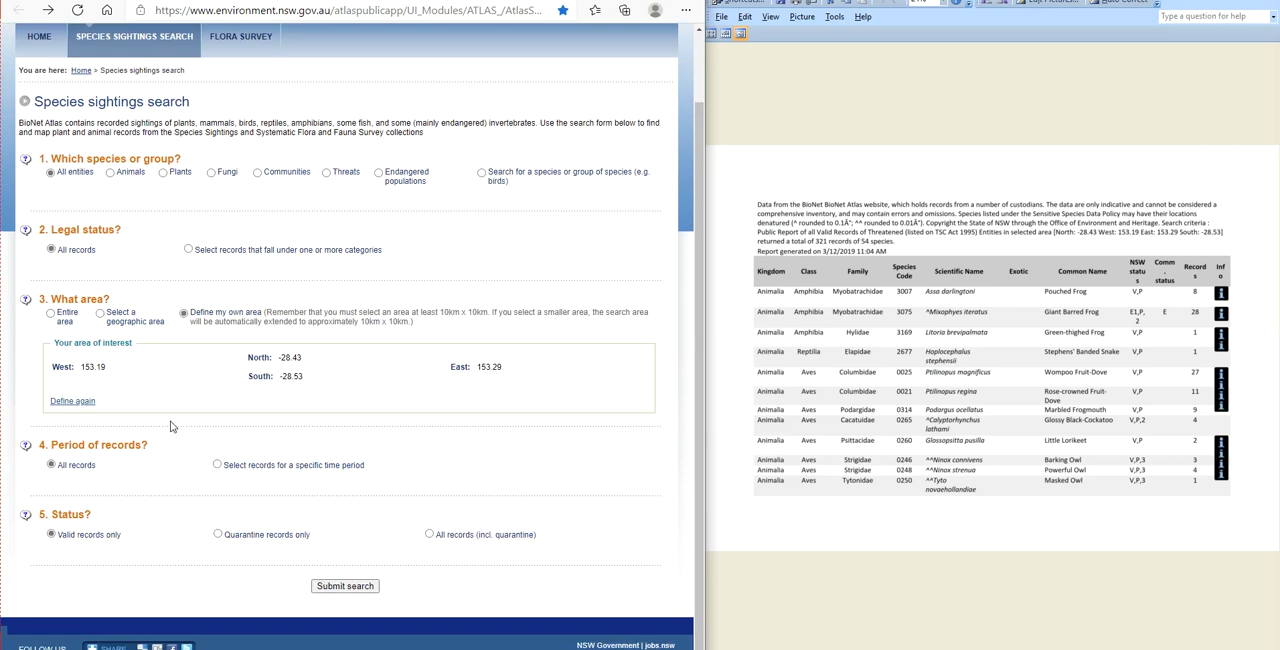 https://www.environment.nsw.gov.au/atlaspublicapp/UI_Modules/ATLAS_/AtlasS...
HOME SPECIES SIGHTINGS SEARCH FLORA SURVEY
You are here: Home > Species sightings search
Species sightings search
BioNet Atlas contains recorded sightings of plants, mammals, birds, reptiles, amphibians, some fish, and some (mainly endangered) invertebrates. Use the search form below to find
and map plant and animal records from the Species Sightings and Systematic Flora and Fauna Survey collections
1. Which species or group?
All entities Animals Plants Fungi Communities Threats Endangered populations Search for a species or group of species (e.g. birds)
2. Legal status?
All records Select records that fall under one or more categories
3. What area?
Entire area Select a geographic area Define my own area (Remember that you must select an area at least 10km x 10km. If you select a smaller area, the search area
will be automatically extended to approximately 10km x 10km.)
Your area of interest
North: -28.43
West: 153.19 East: 153.29
South: -28.53
Define again
4. Period of records?
All records Select records for a specific time period
5. Status?
Valid records only Quarantine records only All records (incl. quarantine)
Submit search
FOLLOW US SHARE NSW Government | jobs.nsw
File Edit View Picture Tools Help
Type a question for help
Data from the BioNet BioNet Atlas website, which holds records from a number of custodians. The data are only indicative and cannot be considered a
comprehensive inventory, and may contain errors and omissions. Species listed under the Sensitive Species Data Policy may have their locations
denatured (^ rounded to 0.1Â°; ^^ rounded to 0.01Â°). Copyright the State of NSW through the Office of Environment and Heritage. Search criteria :
Public Report of all Valid Records of Threatened (listed on TSC Act 1995) Entities in selected area [North: -28.43 West: 153.19 East: 153.29 South: -28.53]
returned a total of 321 records of 54 species.
Report generated on 3/12/2019 11:04 AM
Kingdom Class Family Species Code Scientific Name Exotic Common Name NSW status Comm. status Records Info
Animalia Amphibia Myobatrachidae 3007 Assa darlingtoni Pouched Frog V,P 8
Animalia Amphibia Myobatrachidae 3075 ^Mixophyes iteratus Giant Barred Frog E1,P,2 E 28
Animalia Amphibia Hylidae 3169 Litoria brevipalmata Green-thighed Frog V,P 1
Animalia Reptilia Elapidae 2677 Hoplocephalus stephensii Stephens' Banded Snake V,P 1
Animalia Aves Columbidae 0025 Ptilinopus magnificus Wompoo Fruit-Dove V,P 27
Animalia Aves Columbidae 0021 Ptilinopus regina Rose-crowned Fruit-Dove V,P 11
Animalia Aves Podargidae 0314 Podargus ocellatus Marbled Frogmouth V,P 9
Animalia Aves Cacatuidae 0265 ^Calyptorhynchus lathami Glossy Black-Cockatoo V,P,2 4
Animalia Aves Psittacidae 0260 Glossopsitta pusilla Little Lorikeet V,P 2
Animalia Aves Strigidae 0246 ^^Ninox connivens Barking Owl V,P,3 3
Animalia Aves Strigidae 0248 ^^Ninox strenua Powerful Owl V,P,3 4
Animalia Aves Tytonidae 0250 ^^Tyto novaehollandiae Masked Owl V,P,3 1